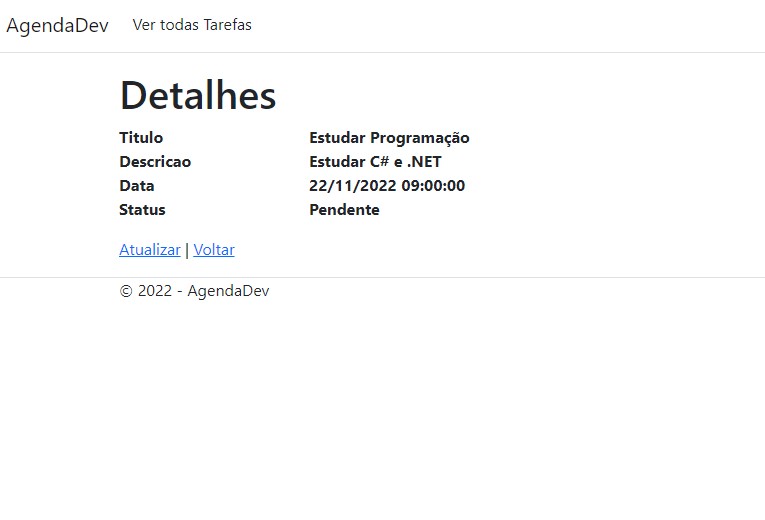 AgendaDev Ver todas Tarefas
Detalhes
Titulo Estudar Programação
Descricao Estudar C# e .NET
Data 22/11/2022 09:00:00
Status Pendente
Atualizar | Voltar
© 2022 - AgendaDev